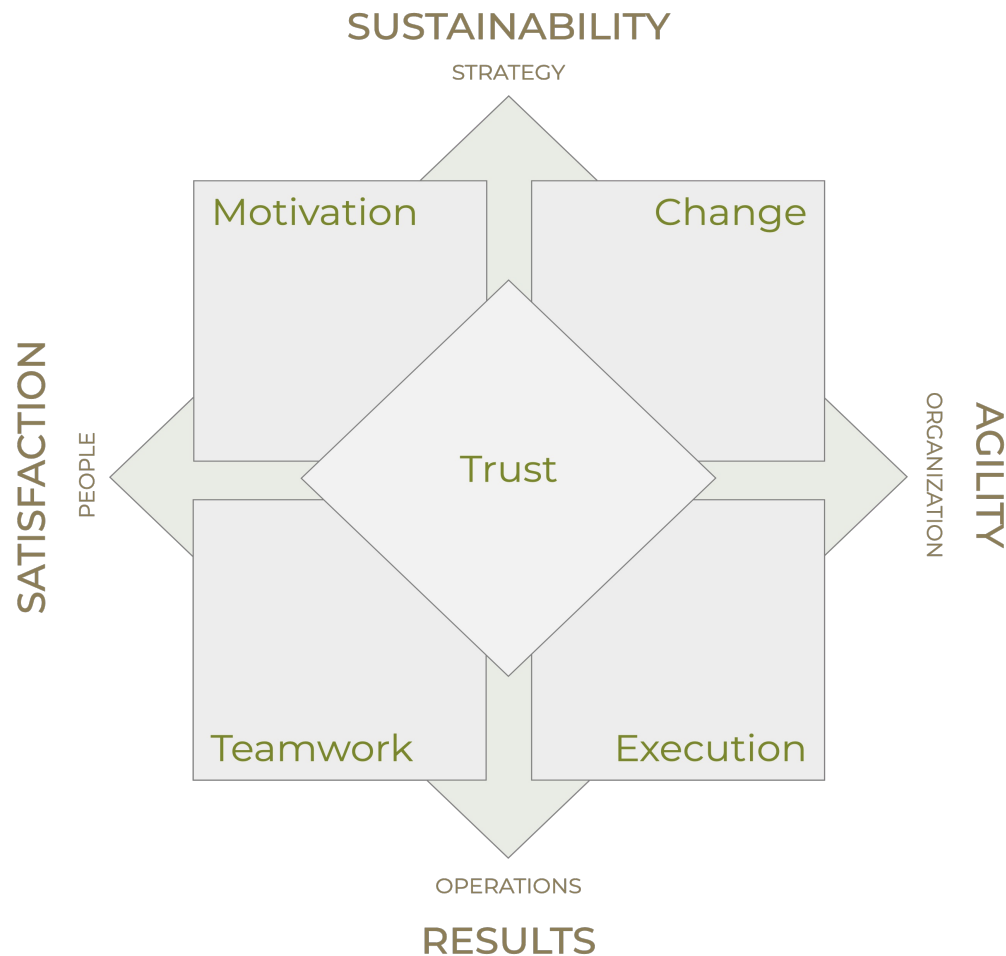 SUSTAINABILITY
STRATEGY
Motivation
Change
SATISFACTION
PEOPLE
Trust
ORGANIZATION
AGILITY
Teamwork
Execution
OPERATIONS
RESULTS